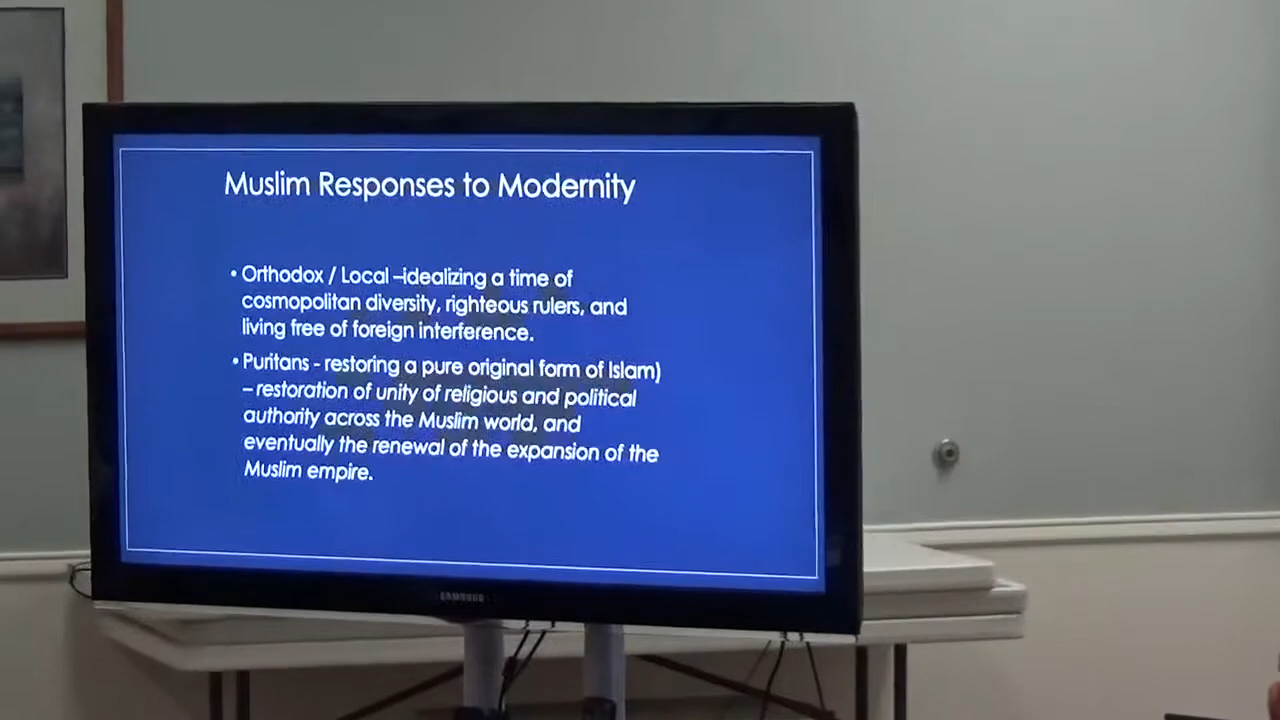 Muslim Responses to Modernity
• Orthodox / Local –idealizing a time of
cosmopolitan diversity, righteous rulers, and
living free of foreign interference.
• Puritans - restoring a pure original form of Islam)
– restoration of unity of religious and political
authority across the Muslim world, and
eventually the renewal of the expansion of the
Muslim empire.
SAMSUNG